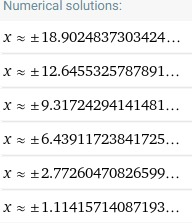 Numerical solutions:
x ≈ ±18.9024837303424...
x ≈ ±12.6455325787891...
x ≈ ±9.31724294141481...
x ≈ ±6.43911723841725...
x ≈ ±2.77260470826599...
x ≈ ±1.11415714087193...